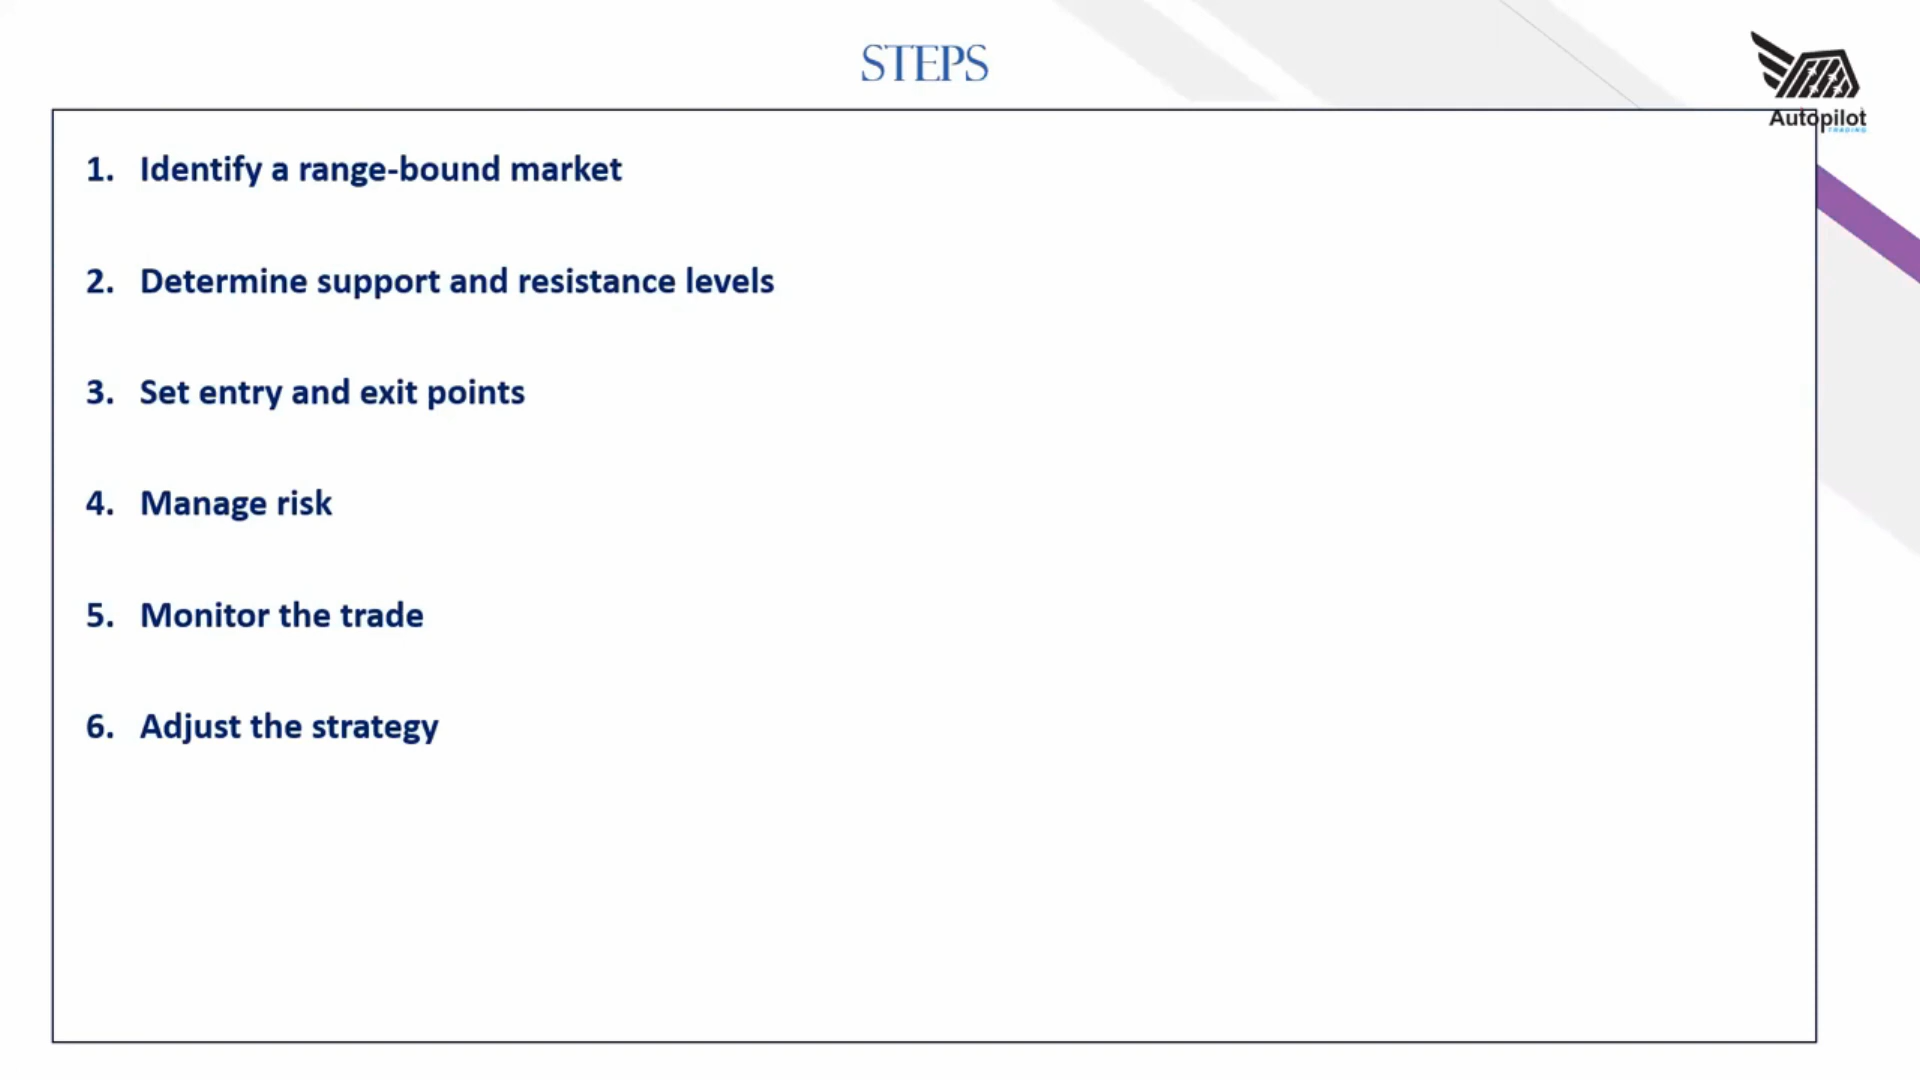 STEPS
Autopilot
TRADING
1. Identify a range-bound market
2. Determine support and resistance levels
3. Set entry and exit points
4. Manage risk
5. Monitor the trade
6. Adjust the strategy